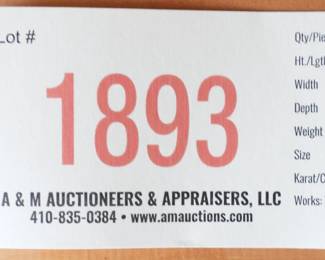 Lot #
1893
A & M AUCTIONEERS & APPRAISERS, LLC
410-835-0384 • www.amauctions.com
Qty/Pie
Ht./Lgt
Width
Depth
Weight
Size
Karat/C
Works: